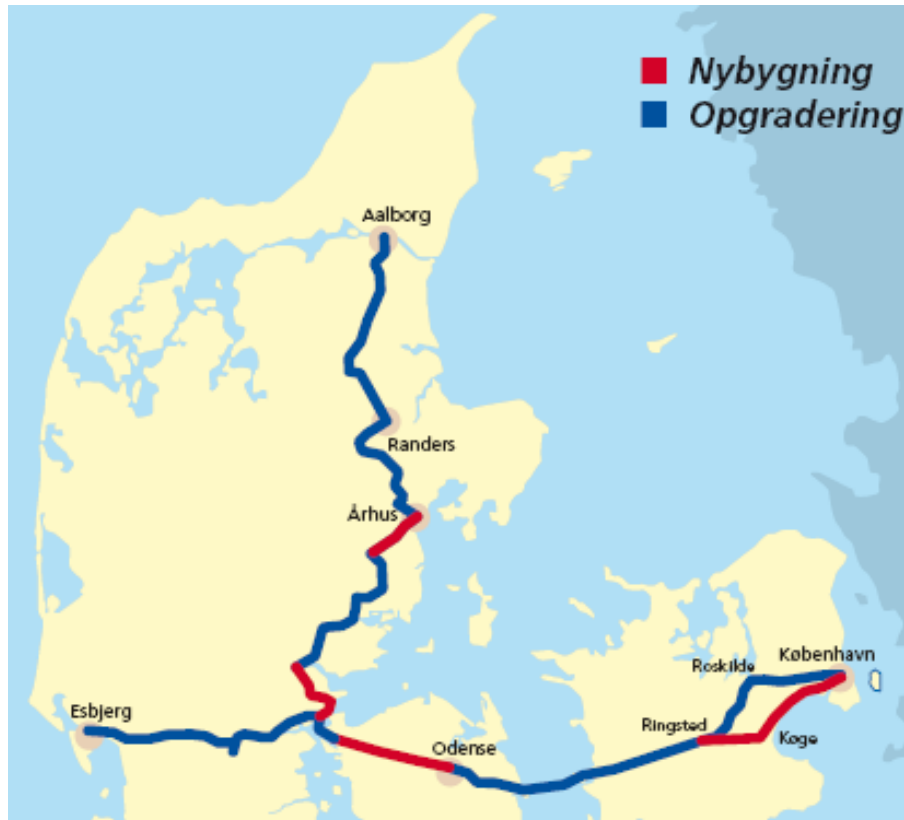 Nybygning
Opgradering
Aalborg
Randers
Århus
København
Roskilde
Esbjerg
Ringsted
Køge
Odense